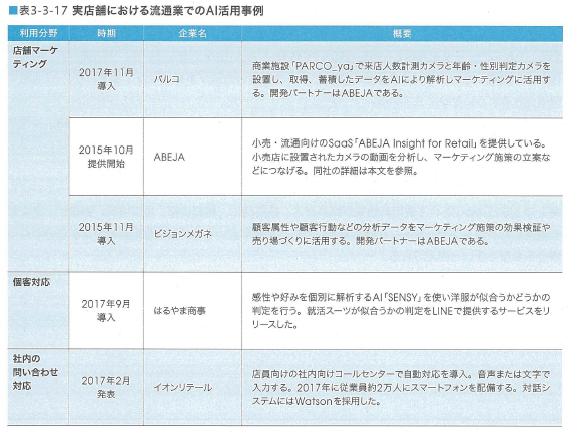 ■表3-3-17 実店舗における流通業でのAI活用事例
利用分野 時期 企業名 概要
店舗マーケ
ティング
2017年11月
導入
パルコ
商業施設「PARCO_ya」で来店人数計測カメラと年齢・性別判定カメラを
設置し、取得、蓄積したデータをAIにより解析しマーケティングに活用す
る。開発パートナーはABEJAである。
2015年10月
提供開始
ABEJA
小売・流通向けのSaaS「ABEJA Insight for Retail」を提供している。
小売店に設置されたカメラの動画を分析し、マーケティング施策の立案な
どにつなげる。同社の詳細は本文を参照。
2015年11月
導入
ビジョンメガネ
顧客属性や顧客行動などの分析データをマーケティング施策の効果検証や
売り場づくりに活用する。開発パートナーはABEJAである。
個客対応
2017年9月
導入
はるやま商事
感性や好みを個別に解析するAI「SENSY」を使い洋服が似合うかどうかの
判定を行う。就活スーツが似合うかの判定をLINEで提供するサービスをリ
リースした。
社内の
問い合わせ
対応
2017年2月
発表
イオンリテール
店員向けの社内向けコールセンターで自動対応を導入。音声または文字で
入力する。2017年に従業員約2万人にスマートフォンを配備する。対話シ
ステムにはWatsonを採用した。